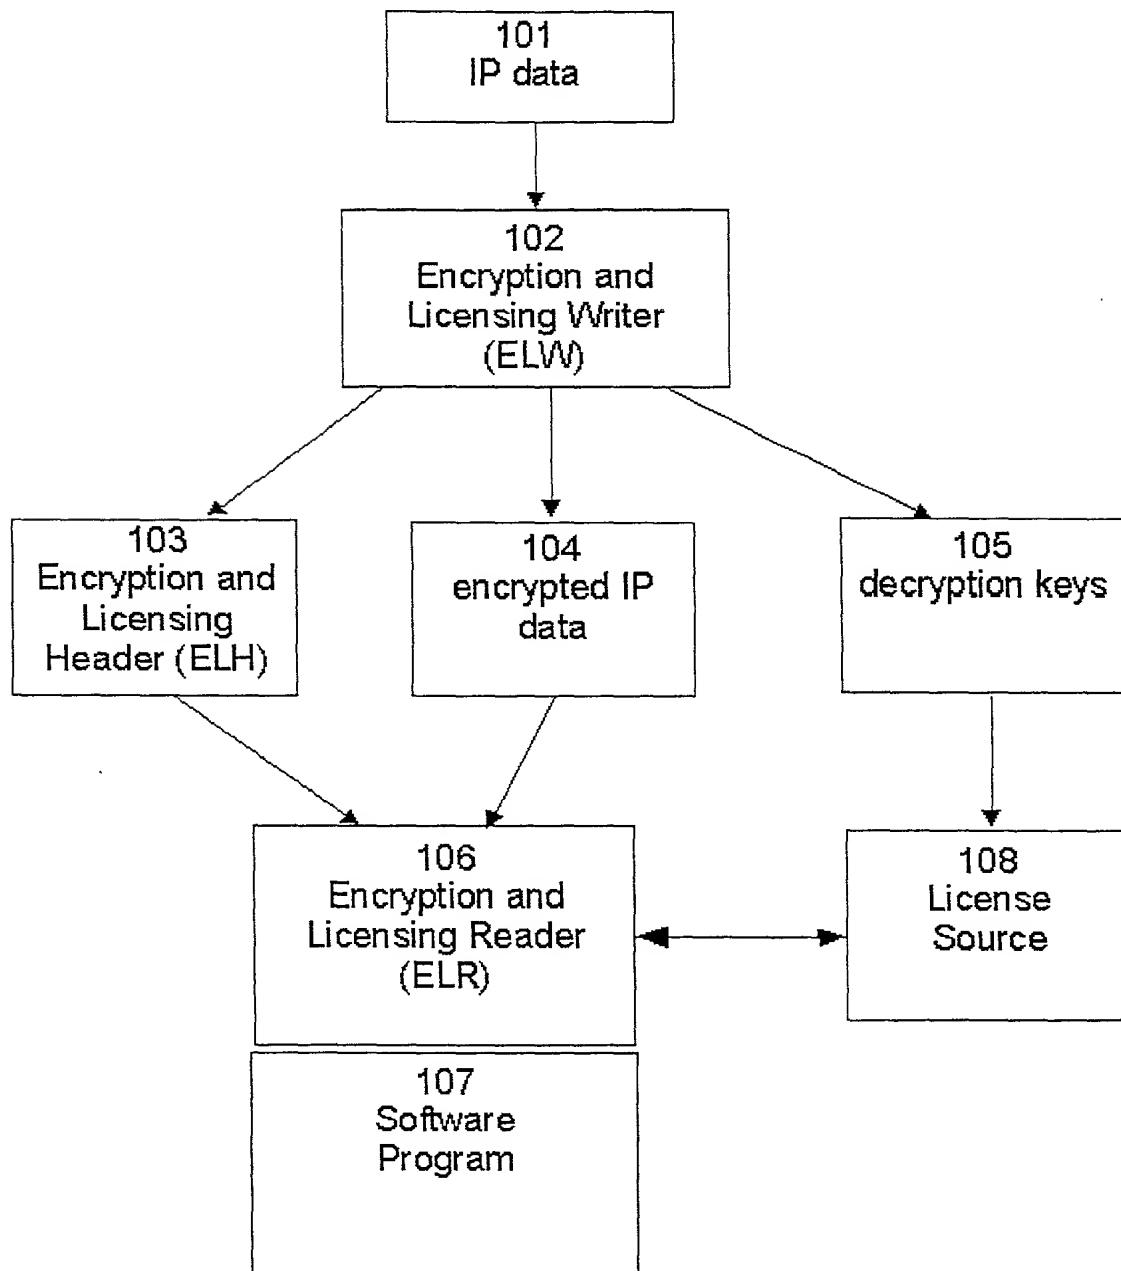 101
IP data
102
Encryption and
Licensing Writer
(ELW)
103
Encryption and
Licensing
Header (ELH)
104
encrypted IP
data
105
decryption keys
106
Encryption and
Licensing Reader
(ELR)
108
License
Source
107
Software
Program